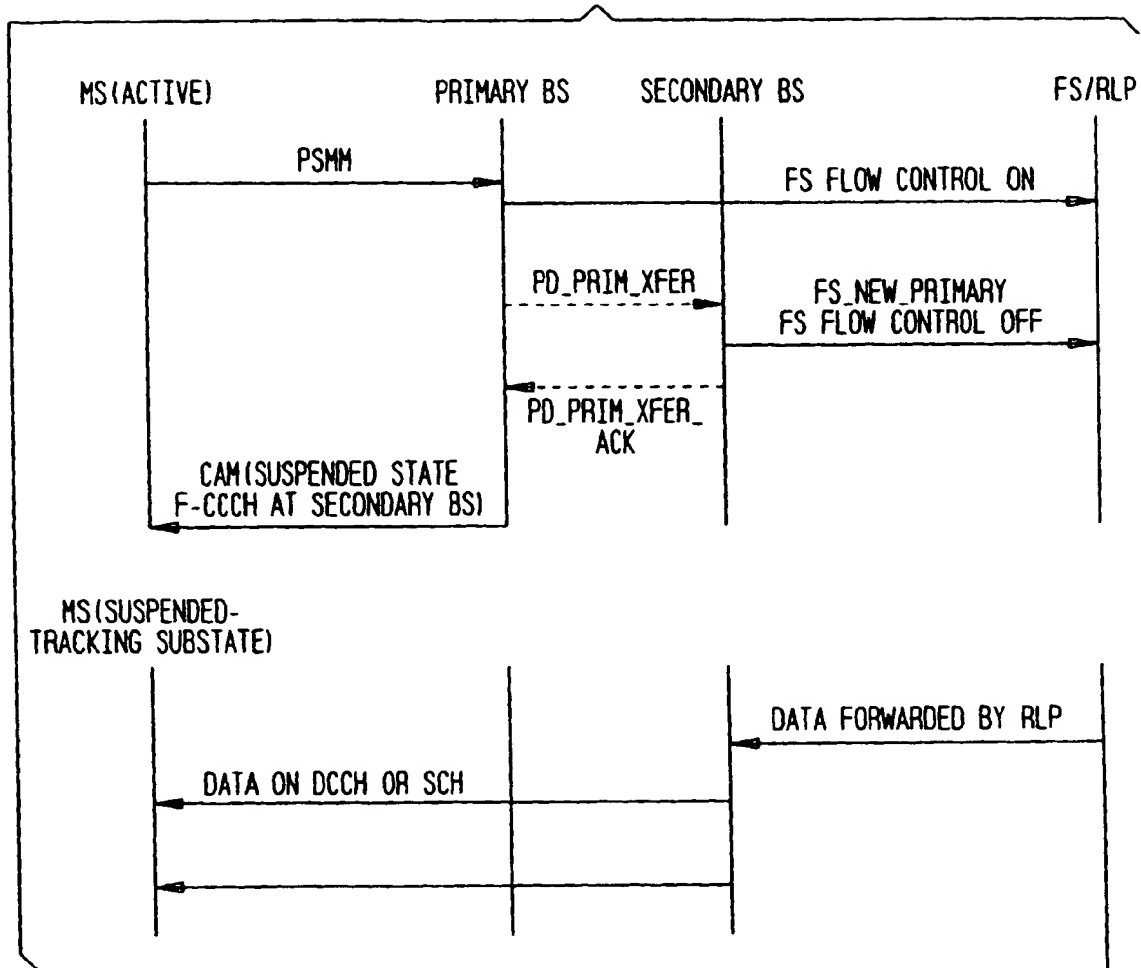 MS(ACTIVE) PRIMARY BS SECONDARY BS FS/RLP
PSMM
FS FLOW CONTROL ON
PD_PRIM_XFER
FS_NEW_PRIMARY
FS FLOW CONTROL OFF
PD_PRIM_XFER_
ACK
CAM(SUSPENDED STATE
F-CCCH AT SECONDARY BS)
MS(SUSPENDED-
TRACKING SUBSTATE)
DATA FORWARDED BY RLP
DATA ON DCCH OR SCH